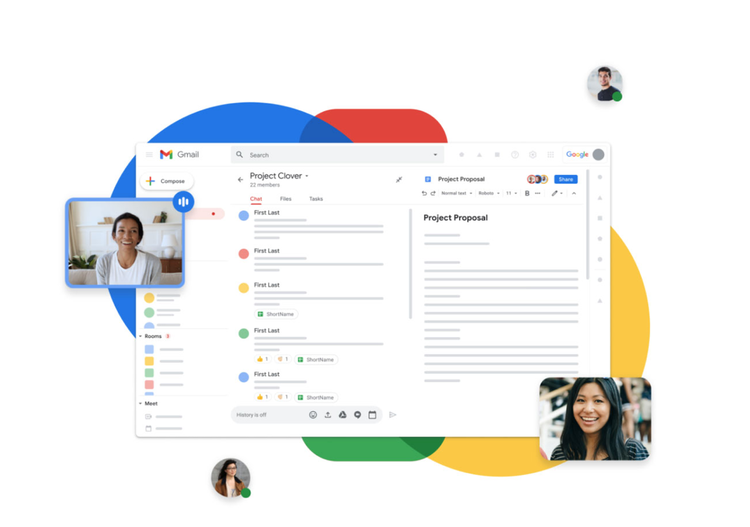 Gmail
Search
Google
Compose
Project Clover
22 members
Chat Files Tasks
First Last
First Last
First Last
ShortName
First Last
1 1 ShortName
First Last
1 1 ShortName
History is off
Rooms
Meet
Project Proposal
Share
Normal text Roboto 11 B
Project Proposal